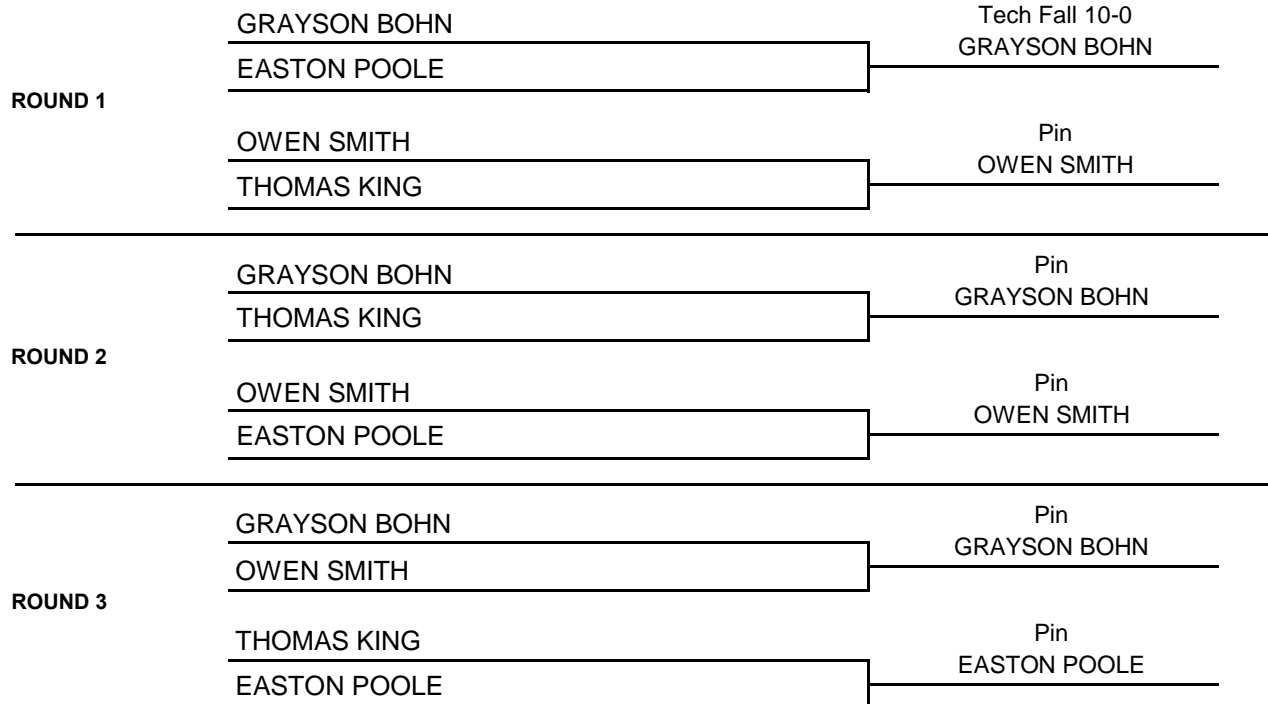 GRAYSON BOHN
EASTON POOLE
Tech Fall 10-0
GRAYSON BOHN
ROUND 1
OWEN SMITH
THOMAS KING
Pin
OWEN SMITH
GRAYSON BOHN
THOMAS KING
Pin
GRAYSON BOHN
ROUND 2
OWEN SMITH
EASTON POOLE
Pin
OWEN SMITH
GRAYSON BOHN
OWEN SMITH
Pin
GRAYSON BOHN
ROUND 3
THOMAS KING
EASTON POOLE
Pin
EASTON POOLE